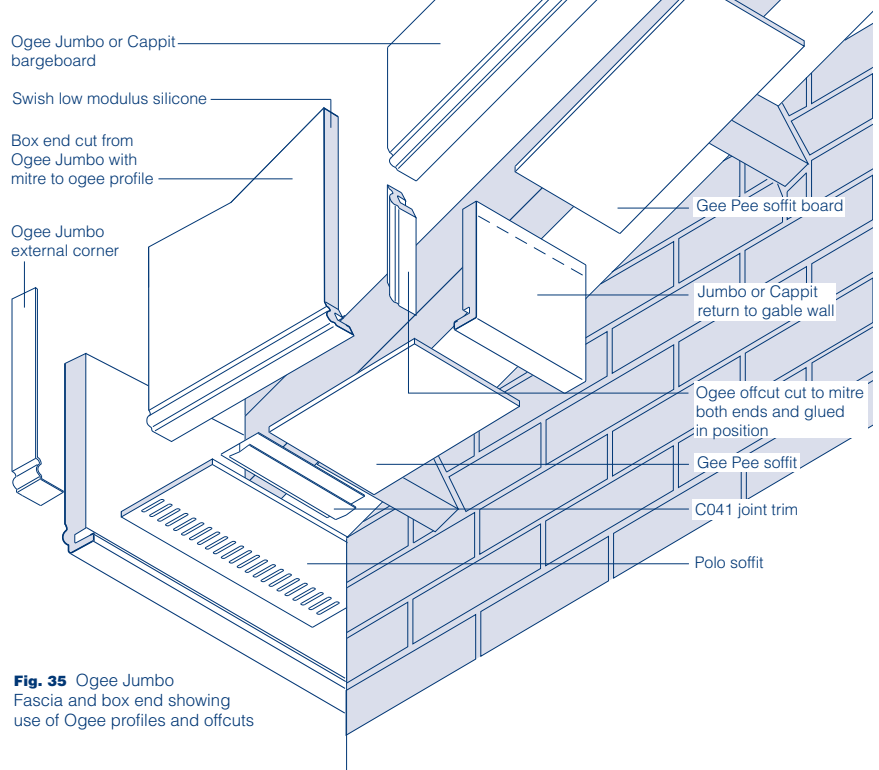 Ogee Jumbo or Cappit
bargeboard
Swish low modulus silicone
Box end cut from
Ogee Jumbo with
mitre to ogee profile
Ogee Jumbo
external corner
Gee Pee soffit board
Jumbo or Cappit
return to gable wall
Ogee offcut cut to mitre
both ends and glued
in position
Gee Pee soffit
C041 joint trim
Polo soffit
Fig. 35 Ogee Jumbo
Fascia and box end showing
use of Ogee profiles and offcuts